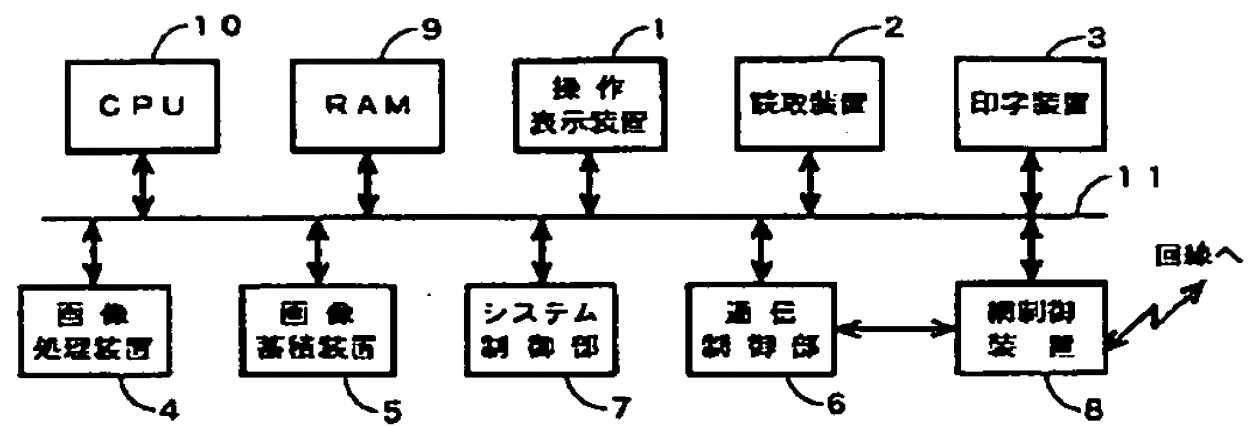 10
9
1
2
3
CPU
RAM
操作
表示装置
読取装置
印字装置
11
回線へ
画像
処理装置
画像
蓄積装置
システム
制御部
通信
制御部
網制御
装置
4
5
7
6
8